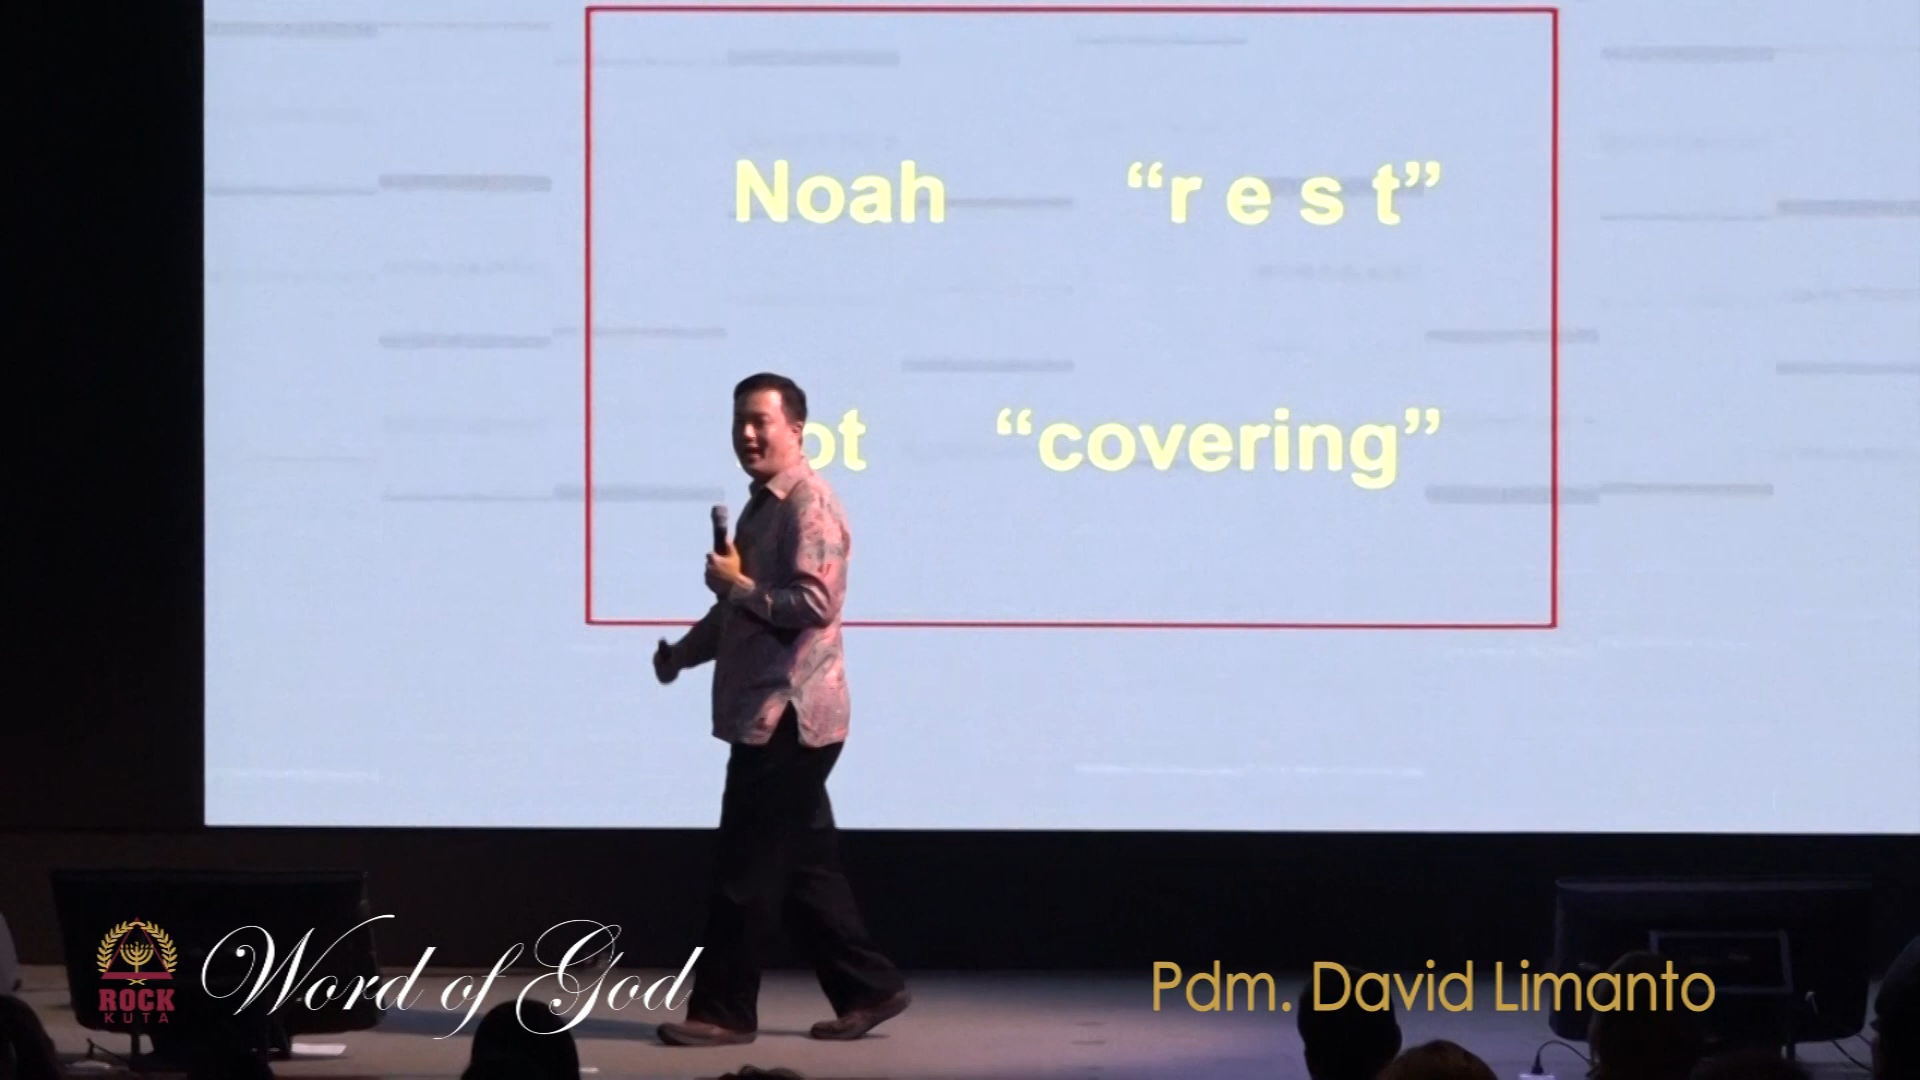 Noah “r e s t”
“covering”
ROCK
KUTA
Word of God
Pdm. David Limanto